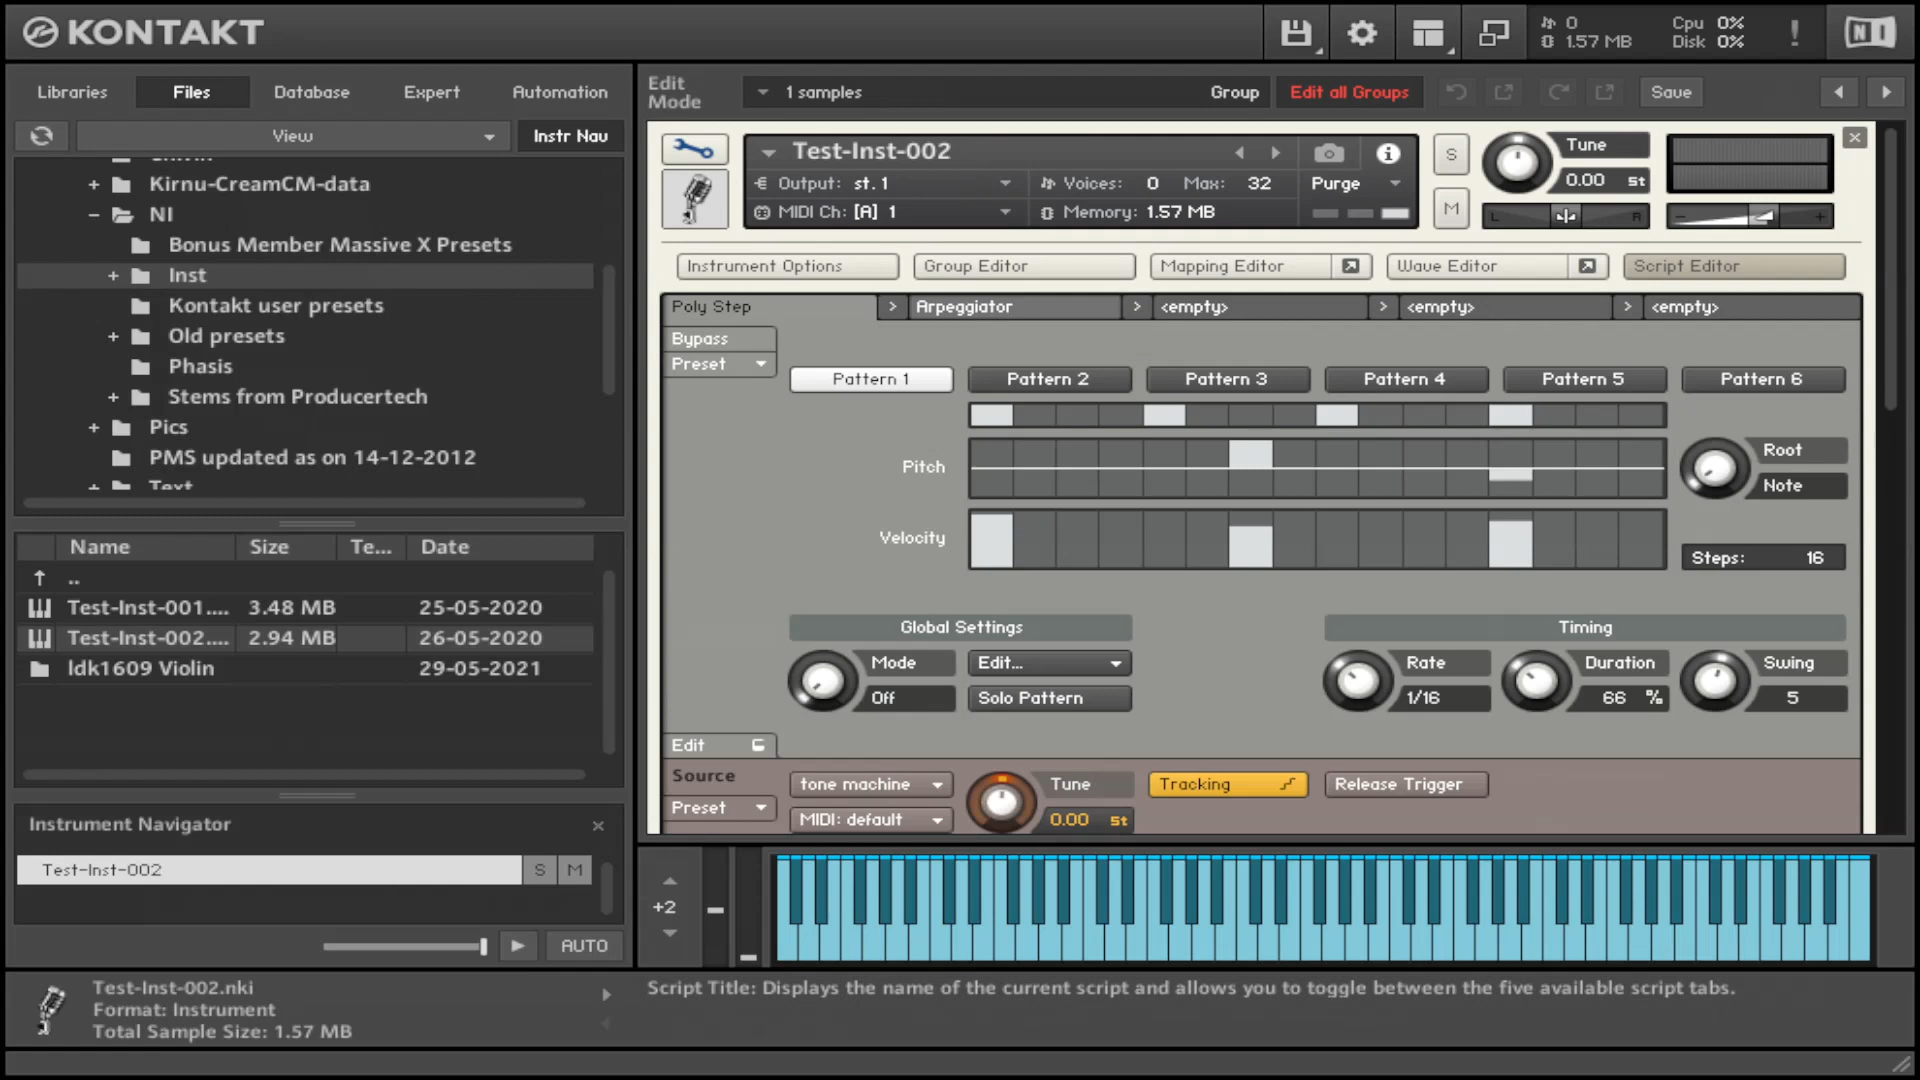 KONTAKT
0
1.57 MB
Cpu 0%
Disk 0%
!
NI
Libraries
Files
Database
Expert
Automation
View
Instr Nav
Kirnu-CreamCM-data
NI
Bonus Member Massive X Presets
Inst
Kontakt user presets
Old presets
Phasis
Stems from Producertech
Pics
PMS updated as on 14-12-2012
Text
Name Size Te... Date
..
Test-Inst-001.... 3.48 MB 25-05-2020
Test-Inst-002.... 2.94 MB 26-05-2020
ldk1609 Violin 29-05-2021
Instrument Navigator
Test-Inst-002 S M
AUTO
Test-Inst-002.nki
Format: Instrument
Total Sample Size: 1.57 MB
Edit
Mode
1 samples
Group
Edit all Groups
Save
Test-Inst-002
Output: st. 1
Voices: 0 Max: 32
Purge
MIDI Ch: [A] 1
Memory: 1.57 MB
S
M
Tune
0.00 st
L R
Instrument Options
Group Editor
Mapping Editor
Wave Editor
Script Editor
Poly Step > Arpeggiator > <empty> > <empty> > <empty>
Bypass
Preset
Pattern 1
Pattern 2
Pattern 3
Pattern 4
Pattern 5
Pattern 6
Pitch
Root
Note
Velocity
Steps: 16
Global Settings
Timing
Mode
Off
Edit...
Solo Pattern
Rate
1/16
Duration
66 %
Swing
5
Edit
Source
Preset
tone machine
MIDI: default
Tune
0.00 st
Tracking
Release Trigger
+2
Script Title: Displays the name of the current script and allows you to toggle between the five available script tabs.